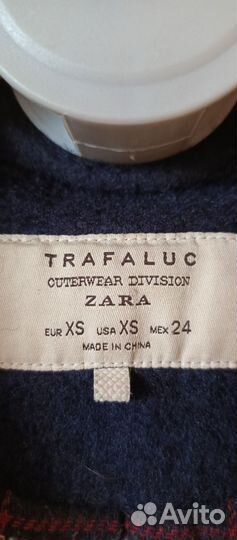 TRAFALUC
OUTERWEAR DIVISION
ZARA
EUR XS USA XS MEX 24
MADE IN CHINA
Avito